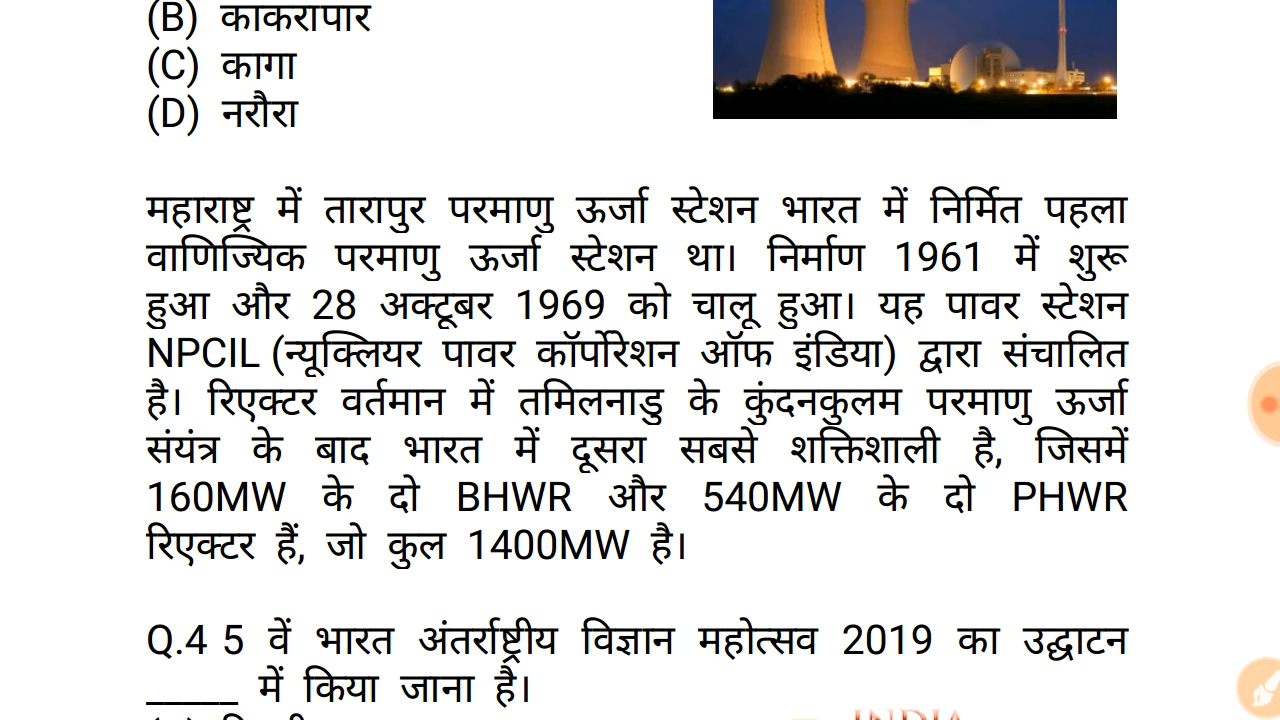 (B) काकरापार
(C) कागा
(D) नरौरा
महाराष्ट्र में तारापुर परमाणु ऊर्जा स्टेशन भारत में निर्मित पहला
वाणिज्यिक परमाणु ऊर्जा स्टेशन था। निर्माण 1961 में शुरू
हुआ और 28 अक्टूबर 1969 को चालू हुआ। यह पावर स्टेशन
NPCIL (न्यूक्लियर पावर कॉर्पोरेशन ऑफ इंडिया) द्वारा संचालित
है। रिएक्टर वर्तमान में तमिलनाडु के कुंदनकुलम परमाणु ऊर्जा
संयंत्र के बाद भारत में दूसरा सबसे शक्तिशाली है, जिसमें
160MW के दो BHWR और 540MW के दो PHWR
रिएक्टर हैं, जो कुल 1400MW है।
Q.4 5 वें भारत अंतर्राष्ट्रीय विज्ञान महोत्सव 2019 का उद्घाटन
_____ में किया जाना है।
INDIA